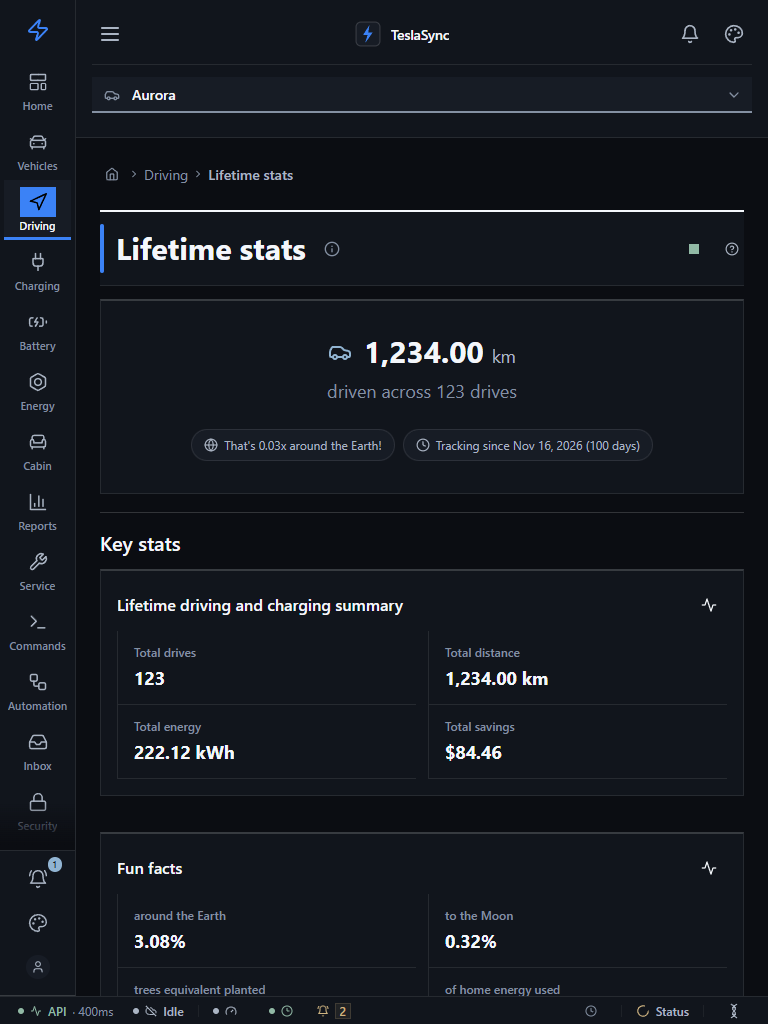 TeslaSync
Aurora
Home
Vehicles
Driving
Charging
Battery
Energy
Cabin
Reports
Service
Commands
Automation
Inbox
Security
1
Driving
Lifetime stats
Lifetime stats
1,234.00 km
driven across 123 drives
That's 0.03x around the Earth!
Tracking since Nov 16, 2026 (100 days)
Key stats
Lifetime driving and charging summary
Total drives
123
Total distance
1,234.00 km
Total energy
222.12 kWh
Total savings
$84.46
Fun facts
around the Earth
3.08%
to the Moon
0.32%
trees equivalent planted
of home energy used
API · 400ms
Idle
2
Status